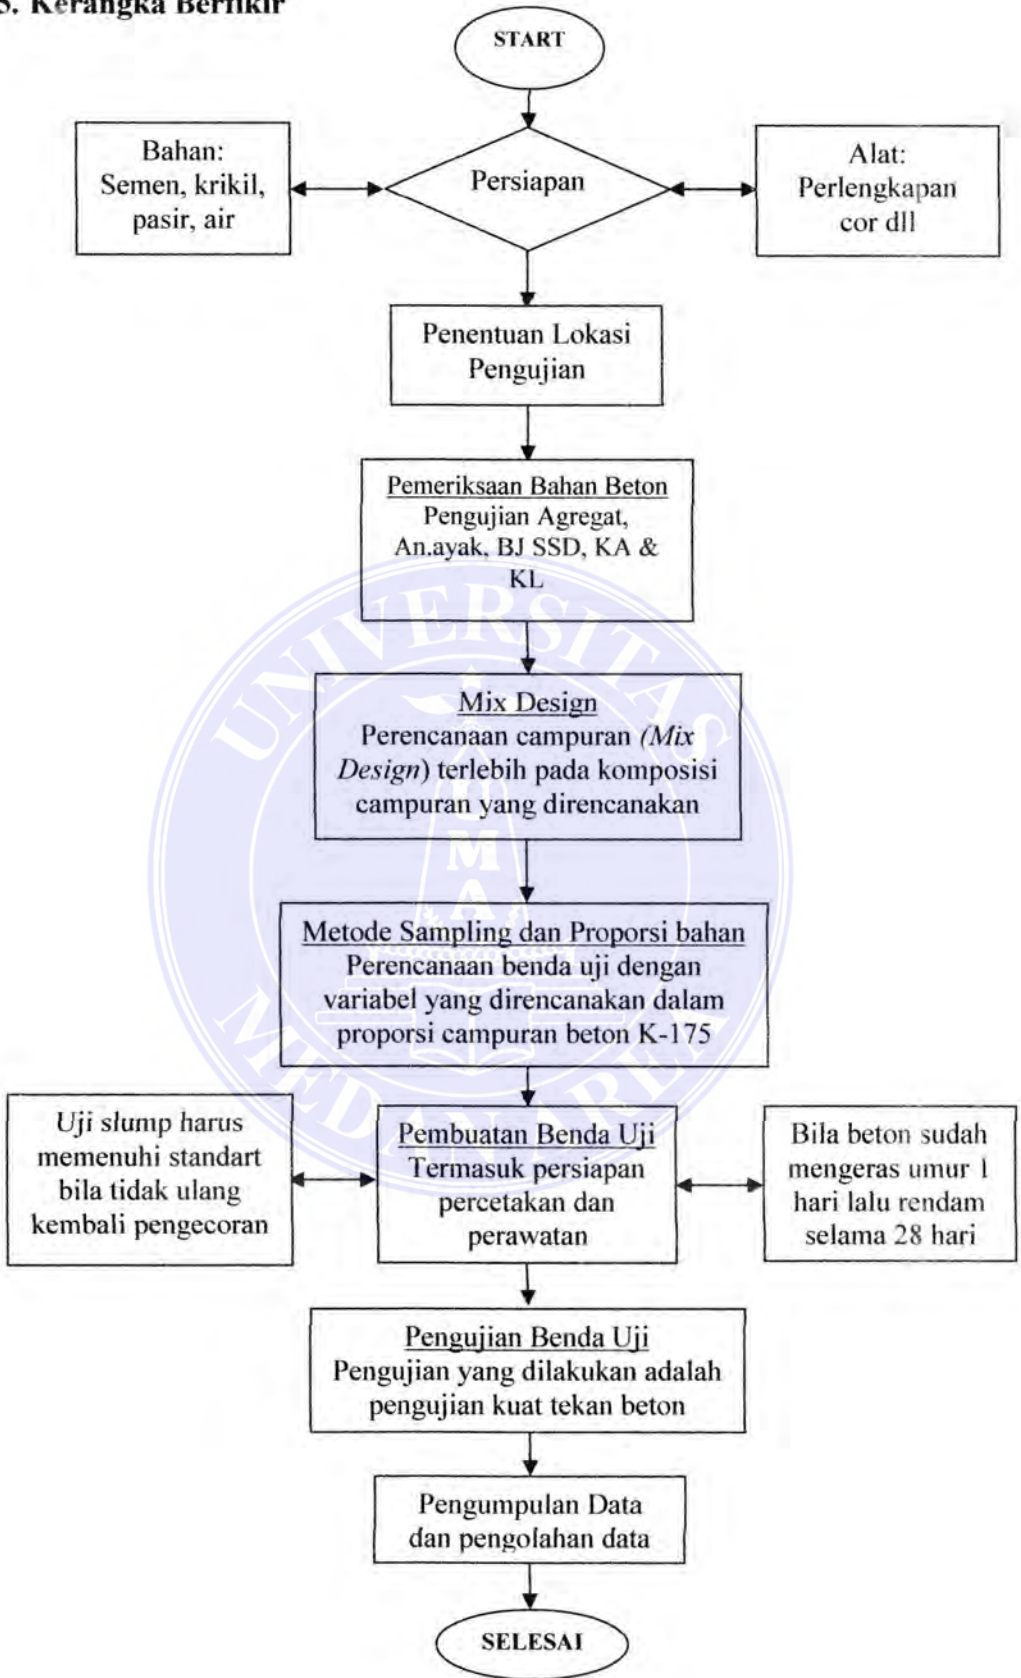 5. Kerangka Berfikir
START
Bahan:
Semen, krikil,
pasir, air
Persiapan
Alat:
Perlengkapan
cor dll
Penentuan Lokasi
Pengujian
Pemeriksaan Bahan Beton
Pengujian Agregat,
An.ayak, BJ SSD, KA &
KL
Mix Design
Perencanaan campuran (Mix
Design) terlebih pada komposisi
campuran yang direncanakan
Metode Sampling dan Proporsi bahan
Perencanaan benda uji dengan
variabel yang direncanakan dalam
proporsi campuran beton K-175
Uji slump harus
memenuhi standart
bila tidak ulang
kembali pengecoran
Pembuatan Benda Uji
Termasuk persiapan
percetakan dan
perawatan
Bila beton sudah
mengeras umur 1
hari lalu rendam
selama 28 hari
Pengujian Benda Uji
Pengujian yang dilakukan adalah
pengujian kuat tekan beton
Pengumpulan Data
dan pengolahan data
SELESAI
UNIVERSITAS
MEDAN AREA
UMA